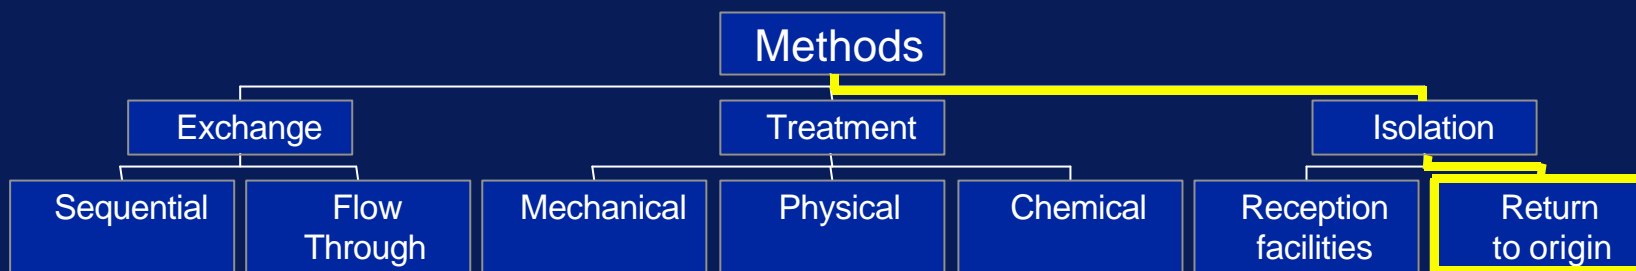 Methods
Exchange
Treatment
Isolation
Sequential
Flow
Through
Mechanical
Physical
Chemical
Reception
facilities
Return
to origin